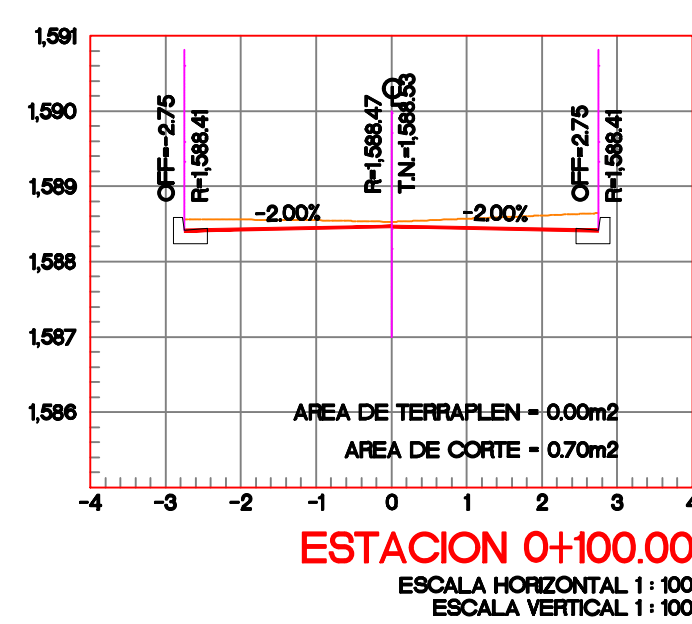 1,591
1,590
1,589
1,588
1,587
1,586
OFF=-2.75
R=1,588.41
R=1,588.47
T.N.=1,588.53
OFF=2.75
R=1,588.41
-2.00%
-2.00%
AREA DE TERRAPLEN = 0.00m2
AREA DE CORTE = 0.70m2
-4 -3 -2 -1 0 1 2 3 4
ESTACION 0+100.00
ESCALA HORIZONTAL 1 : 100
ESCALA VERTICAL 1 : 100